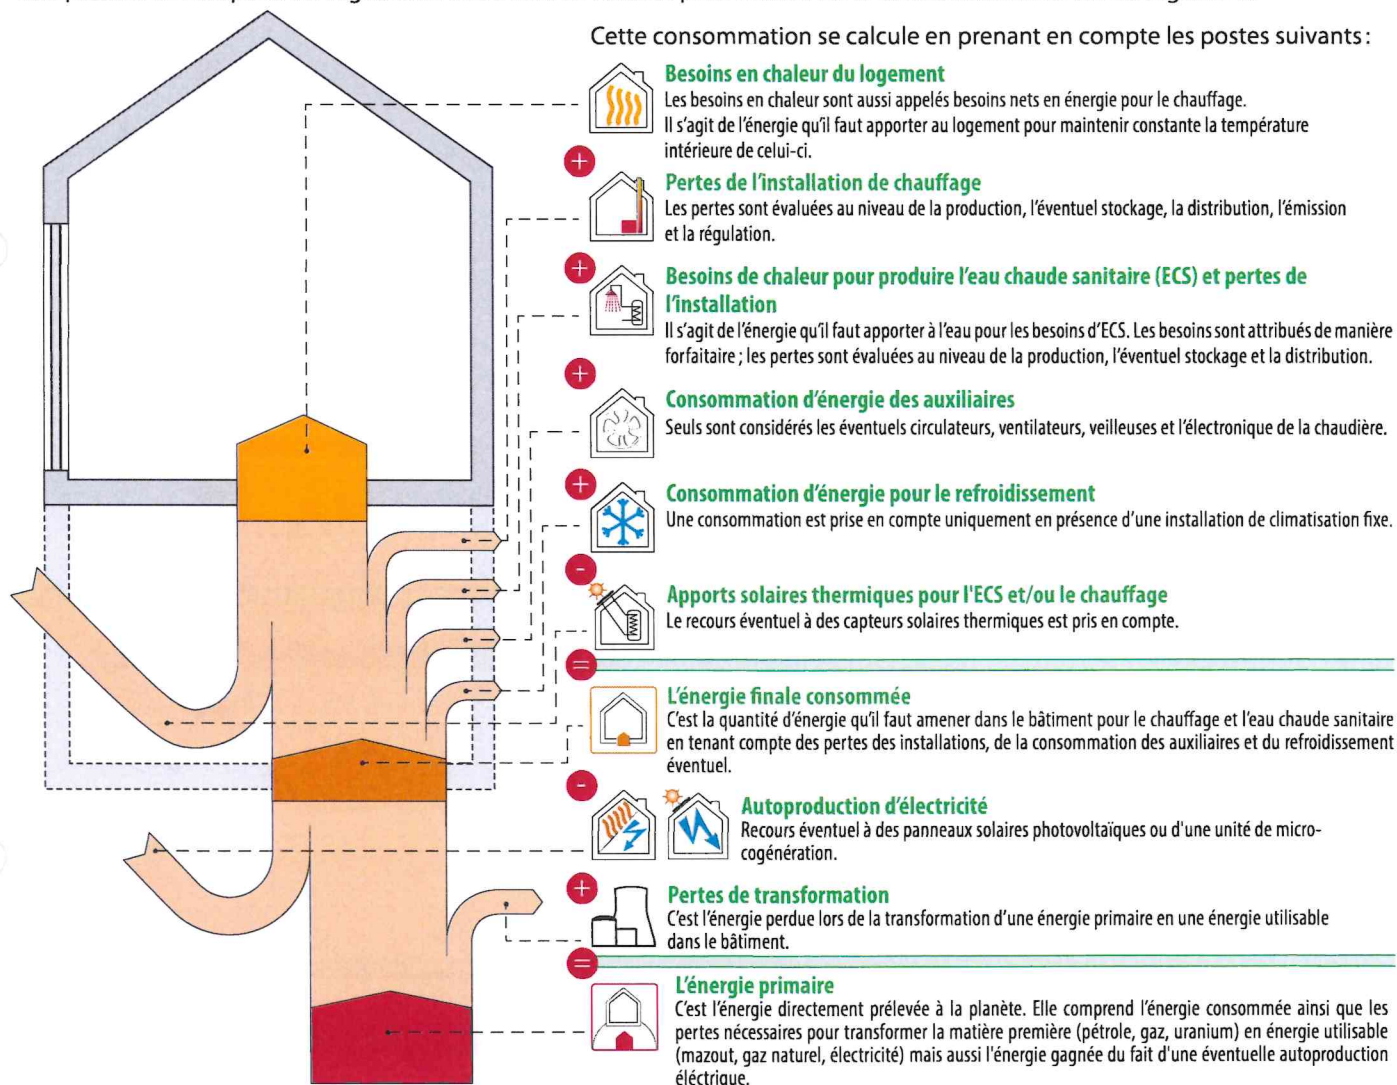 Cette consommation se calcule en prenant en compte les postes suivants :
Besoins en chaleur du logement
Les besoins en chaleur sont aussi appelés besoins nets en énergie pour le chauffage.
Il s'agit de l'énergie qu'il faut apporter au logement pour maintenir constante la température
intérieure de celui-ci.
+
Pertes de l'installation de chauffage
Les pertes sont évaluées au niveau de la production, l'éventuel stockage, la distribution, l'émission
et la régulation.
+
Besoins de chaleur pour produire l'eau chaude sanitaire (ECS) et pertes de
l'installation
Il s'agit de l'énergie qu'il faut apporter à l'eau pour les besoins d'ECS. Les besoins sont attribués de manière
forfaitaire ; les pertes sont évaluées au niveau de la production, l'éventuel stockage et la distribution.
+
Consommation d'énergie des auxiliaires
Seuls sont considérés les éventuels circulateurs, ventilateurs, veilleuses et l'électronique de la chaudière.
+
Consommation d'énergie pour le refroidissement
Une consommation est prise en compte uniquement en présence d'une installation de climatisation fixe.
-
Apports solaires thermiques pour l'ECS et/ou le chauffage
Le recours éventuel à des capteurs solaires thermiques est pris en compte.
=
L'énergie finale consommée
C'est la quantité d'énergie qu'il faut amener dans le bâtiment pour le chauffage et l'eau chaude sanitaire
en tenant compte des pertes des installations, de la consommation des auxiliaires et du refroidissement
éventuel.
-
Autoproduction d'électricité
Recours éventuel à des panneaux solaires photovoltaïques ou d'une unité de micro-
cogénération.
+
Pertes de transformation
C'est l'énergie perdue lors de la transformation d'une énergie primaire en une énergie utilisable
dans le bâtiment.
=
L'énergie primaire
C'est l'énergie directement prélevée à la planète. Elle comprend l'énergie consommée ainsi que les
pertes nécessaires pour transformer la matière première (pétrole, gaz, uranium) en énergie utilisable
(mazout, gaz naturel, électricité) mais aussi l'énergie gagnée du fait d'une éventuelle autoproduction
éléctrique.